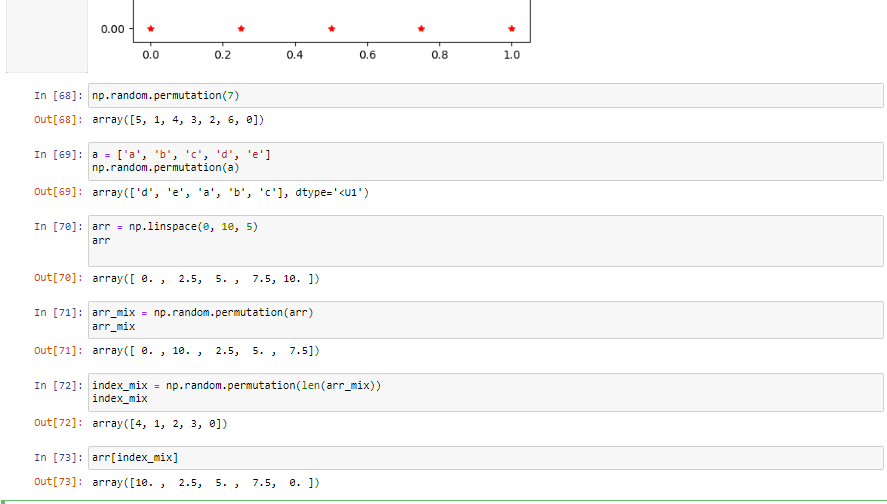 0.00
0.0 0.2 0.4 0.6 0.8 1.0
In [68]: np.random.permutation(7)
Out[68]: array([5, 1, 4, 3, 2, 6, 0])
In [69]: a = ['a', 'b', 'c', 'd', 'e']
np.random.permutation(a)
Out[69]: array(['d', 'e', 'a', 'b', 'c'], dtype='<U1')
In [70]: arr = np.linspace(0, 10, 5)
arr
Out[70]: array([ 0. ,  2.5,  5. ,  7.5, 10. ])
In [71]: arr_mix = np.random.permutation(arr)
arr_mix
Out[71]: array([ 0. , 10. ,  2.5,  5. ,  7.5])
In [72]: index_mix = np.random.permutation(len(arr_mix))
index_mix
Out[72]: array([4, 1, 2, 3, 0])
In [73]: arr[index_mix]
Out[73]: array([10. ,  2.5,  5. ,  7.5,  0. ])